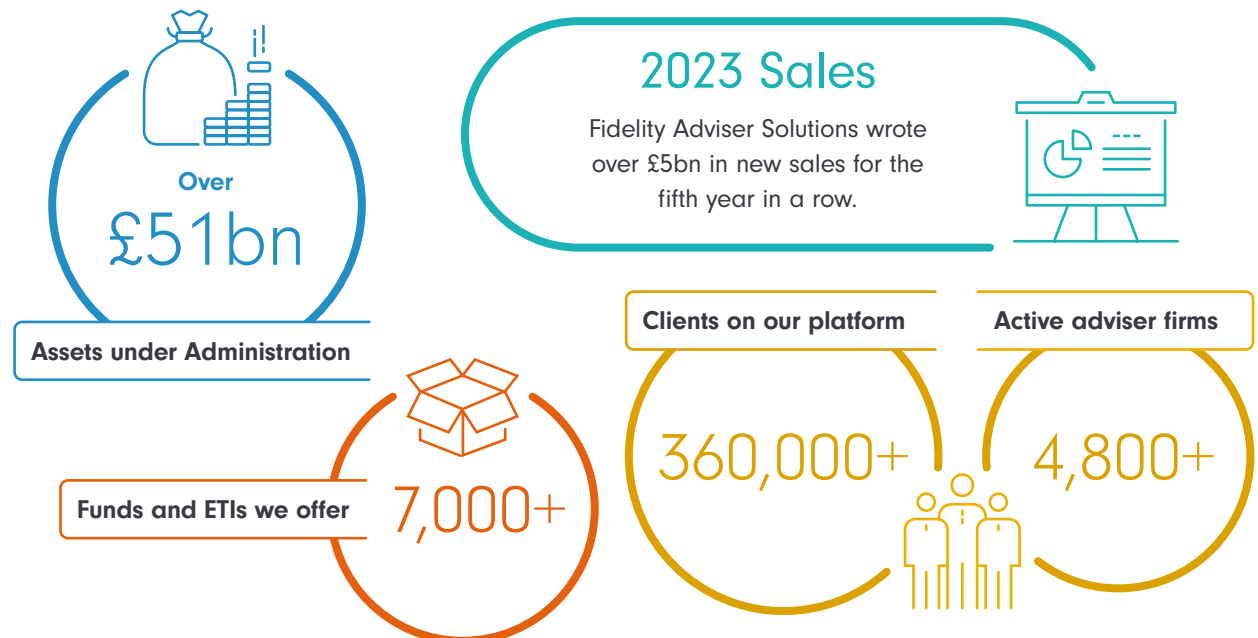 Over
£51bn
Assets under Administration
2023 Sales
Fidelity Adviser Solutions wrote
over £5bn in new sales for the
fifth year in a row.
Funds and ETIs we offer
7,000+
Clients on our platform
360,000+
Active adviser firms
4,800+